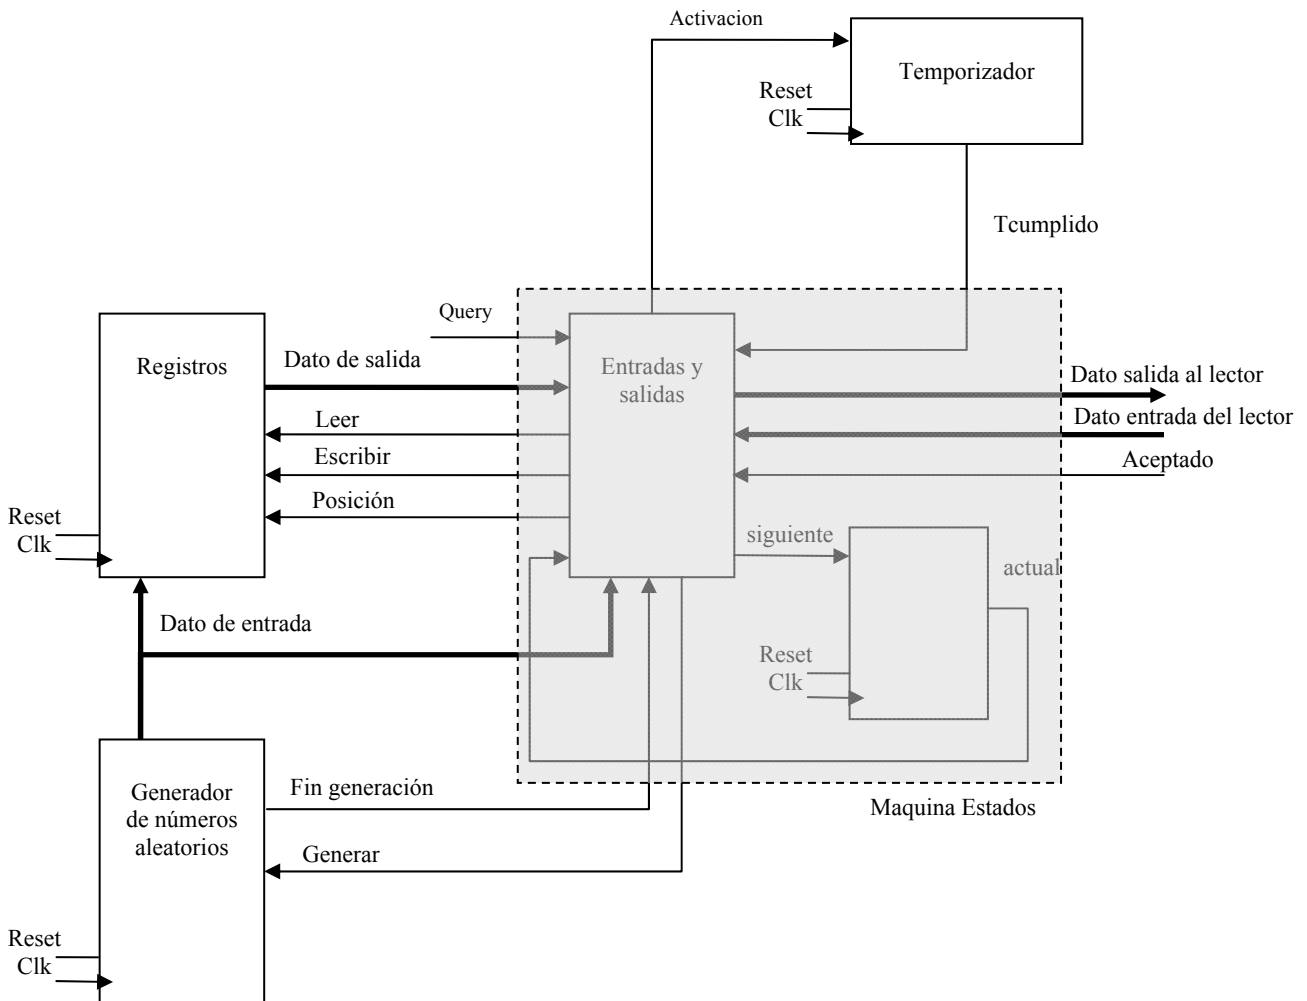 Activacion
Temporizador
Reset
Clk
Tcumplido
Query
Registros
Dato de salida
Entradas y
salidas
Dato salida al lector
Dato entrada del lector
Leer
Escribir
Aceptado
Posición
Reset
Clk
siguiente
actual
Dato de entrada
Reset
Clk
Fin generación
Generador
de números
aleatorios
Maquina Estados
Generar
Reset
Clk